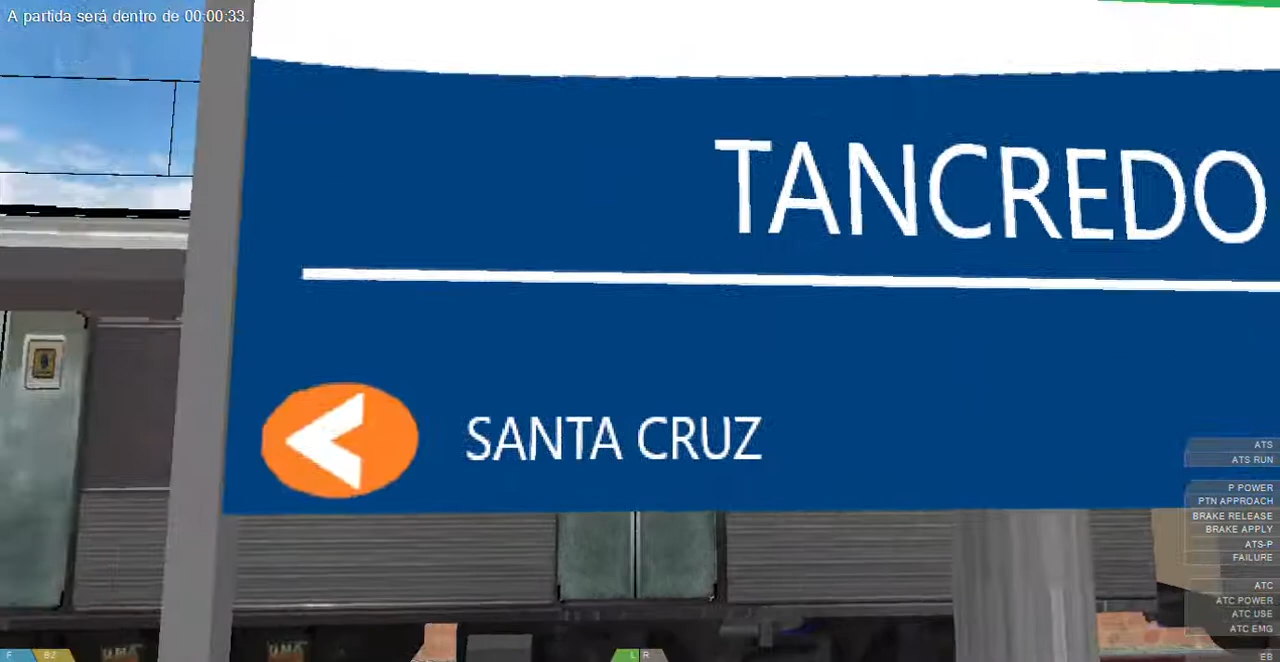 A partida será dentro de 00:00:33.
TANCREDO
SANTA CRUZ
ATS
ATS RUN
P POWER
PTN APPROACH
BRAKE RELEASE
BRAKE APPLY
ATS-P
FAILURE
ATC
ATC POWER
ATC USE
ATC EMG
F B2 L R EB